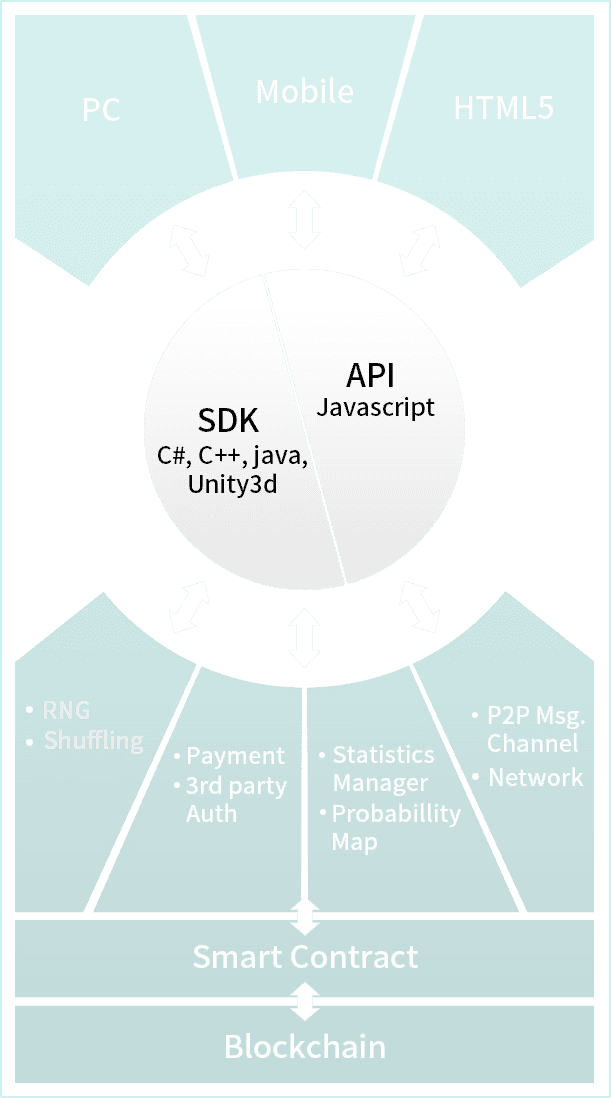 PC
Mobile
HTML5
API
Javascript
SDK
C#, C++, java,
Unity3d
• RNG
• Shuffling
• Payment
• 3rd party
Auth
• Statistics
Manager
• Probabillity
Map
• P2P Msg.
Channel
• Network
Smart Contract
Blockchain